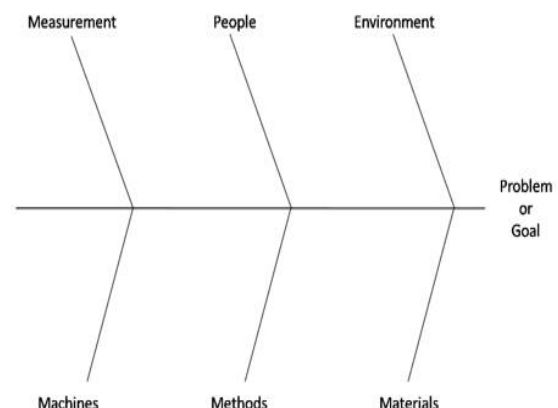 Measurement
People
Environment
Problem
or
Goal
Machines
Methods
Materials